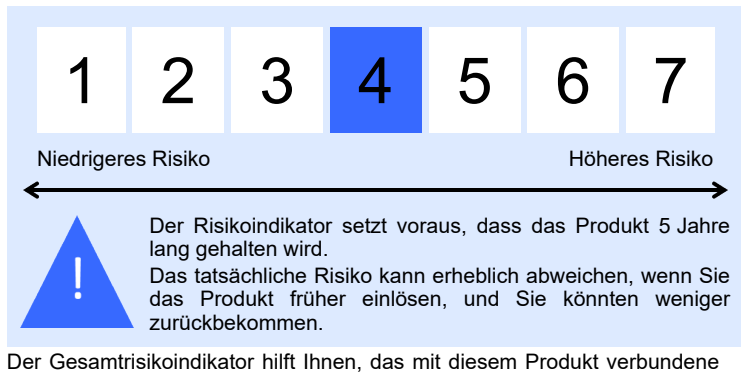 1 2 3 4 5 6 7
Niedrigeres Risiko Höheres Risiko
Der Risikoindikator setzt voraus, dass das Produkt 5 Jahre
lang gehalten wird.
!
Das tatsächliche Risiko kann erheblich abweichen, wenn Sie
das Produkt früher einlösen, und Sie könnten weniger
zurückbekommen.
Der Gesamtrisikoindikator hilft Ihnen, das mit diesem Produkt verbundene